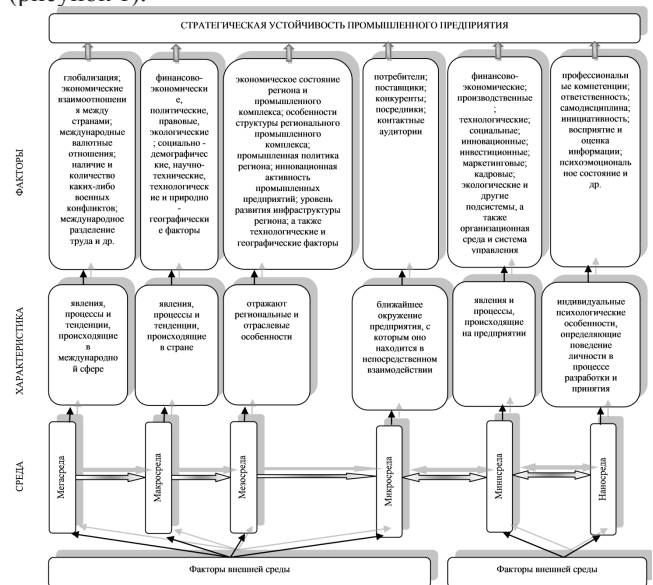 (рисунок 1).
СТРАТЕГИЧЕСКАЯ УСТОЙЧИВОСТЬ ПРОМЫШЛЕННОГО ПРЕДПРИЯТИЯ
ФАКТОРЫ
глобализация;
экономические
взаимоотношени
я между
странами;
международные
валютные
отношения;
наличие и
количество
каких-либо
военных
конфликтов;
международное
разделение
труда и др.
финансово-
экономически
е,
политические,
правовые,
экологические
; социально -
демографичес
кие, научно-
технические,
технологическ
ие и природно
-
географически
е факторы
экономическое состояние
региона и
промышленного
комплекса; особенности
структуры регионального
промышленного
комплекса;
промышленная политика
региона; инновационная
активность
промышленных
предприятий; уровень
развития инфраструктуры
региона; а также
технологические и
географические факторы
потребители;
поставщики;
конкуренты;
посредники;
контактные
аудитории
финансово-
экономические;
производственные
;
технологические;
социальные;
инновационные;
инвестиционные;
маркетинговые;
кадровые;
экологические и
другие
подсистемы, а
также
организационная
среда и система
управления
профессиональн
ые компетенции;
ответственность;
самодисциплина;
инициативность;
восприятие и
оценка
информации;
психоэмоционал
ьное состояние и
др.
ХАРАКТЕРИСТИКА
явления,
процессы и
тенденции,
происходящие
в
международно
й сфере
явления,
процессы и
тенденции,
происходящи
е в стране
отражают
региональные и
отраслевые
особенности
ближайшее
окружение
предприятия, с
которым оно
находится в
непосредственном
взаимодействии
явления и
процессы,
происходящие
на предприятии
индивидуальные
психологические
особенности,
определяющие
поведение
личности в
процессе
разработки и
принятия
СРЕДА
Мегасреда
Макросреда
Мезосреда
Микросреда
Минисреда
Наносреда
Факторы внешней среды
Факторы внешней среды